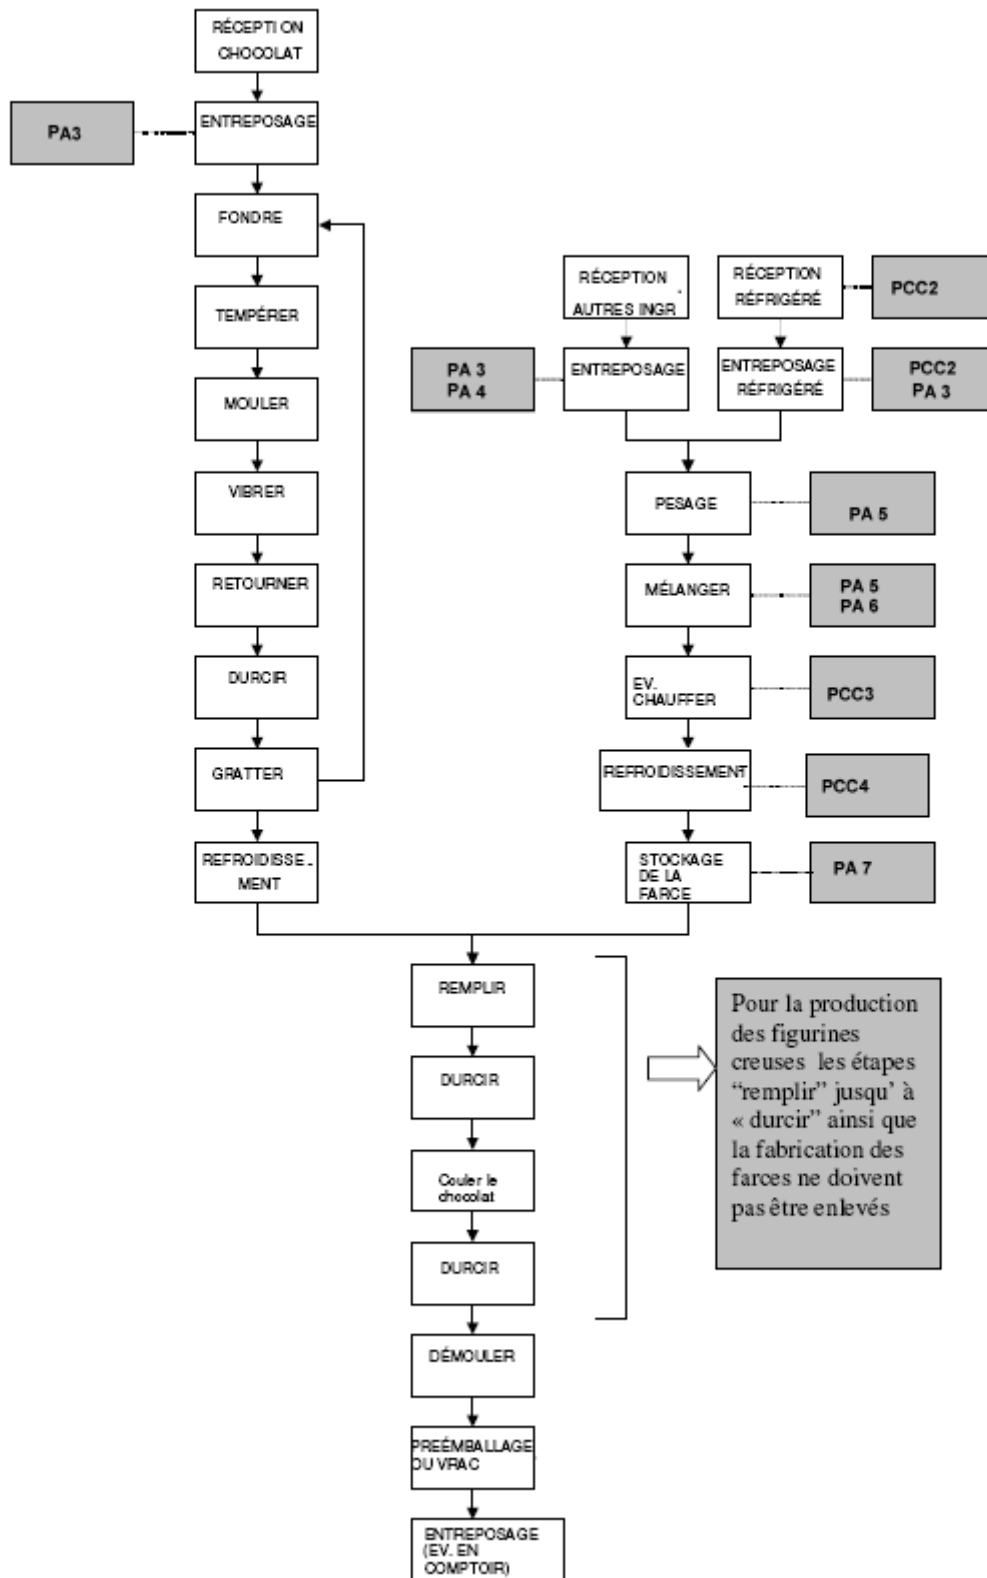 RÉCEPTION
CHOCOLAT
PA3
ENTREPOSAGE
FONDRE
TEMPÉRER
MOULER
VIBRER
RETOURNER
DURCIR
GRATTER
REFROIDISSE-
MENT
RÉCEPTION
AUTRES INGR.
RÉCEPTION
RÉFRIGÉRÉ
PCC2
PA 3
PA 4
ENTREPOSAGE
ENTREPOSAGE
RÉFRIGÉRÉ
PCC2
PA 3
PESAGE
PA 5
MÉLANGER
PA 5
PA 6
EV.
CHAUFFER
PCC3
REFROIDISSEMENT
PCC4
STOCKAGE
DE LA
FARCE
PA 7
REMPLIR
DURCIR
Couler le
chocolat
DURCIR
DÉMOULER
PREÉMBALLAGE
OU VRAC
ENTREPOSAGE
(EV. EN
COMPTOIR)
Pour la production
des figurines
creuses les étapes
“remplir” jusqu’ à
« durcir” ainsi que
la fabrication des
farces ne doivent
pas être enlevés